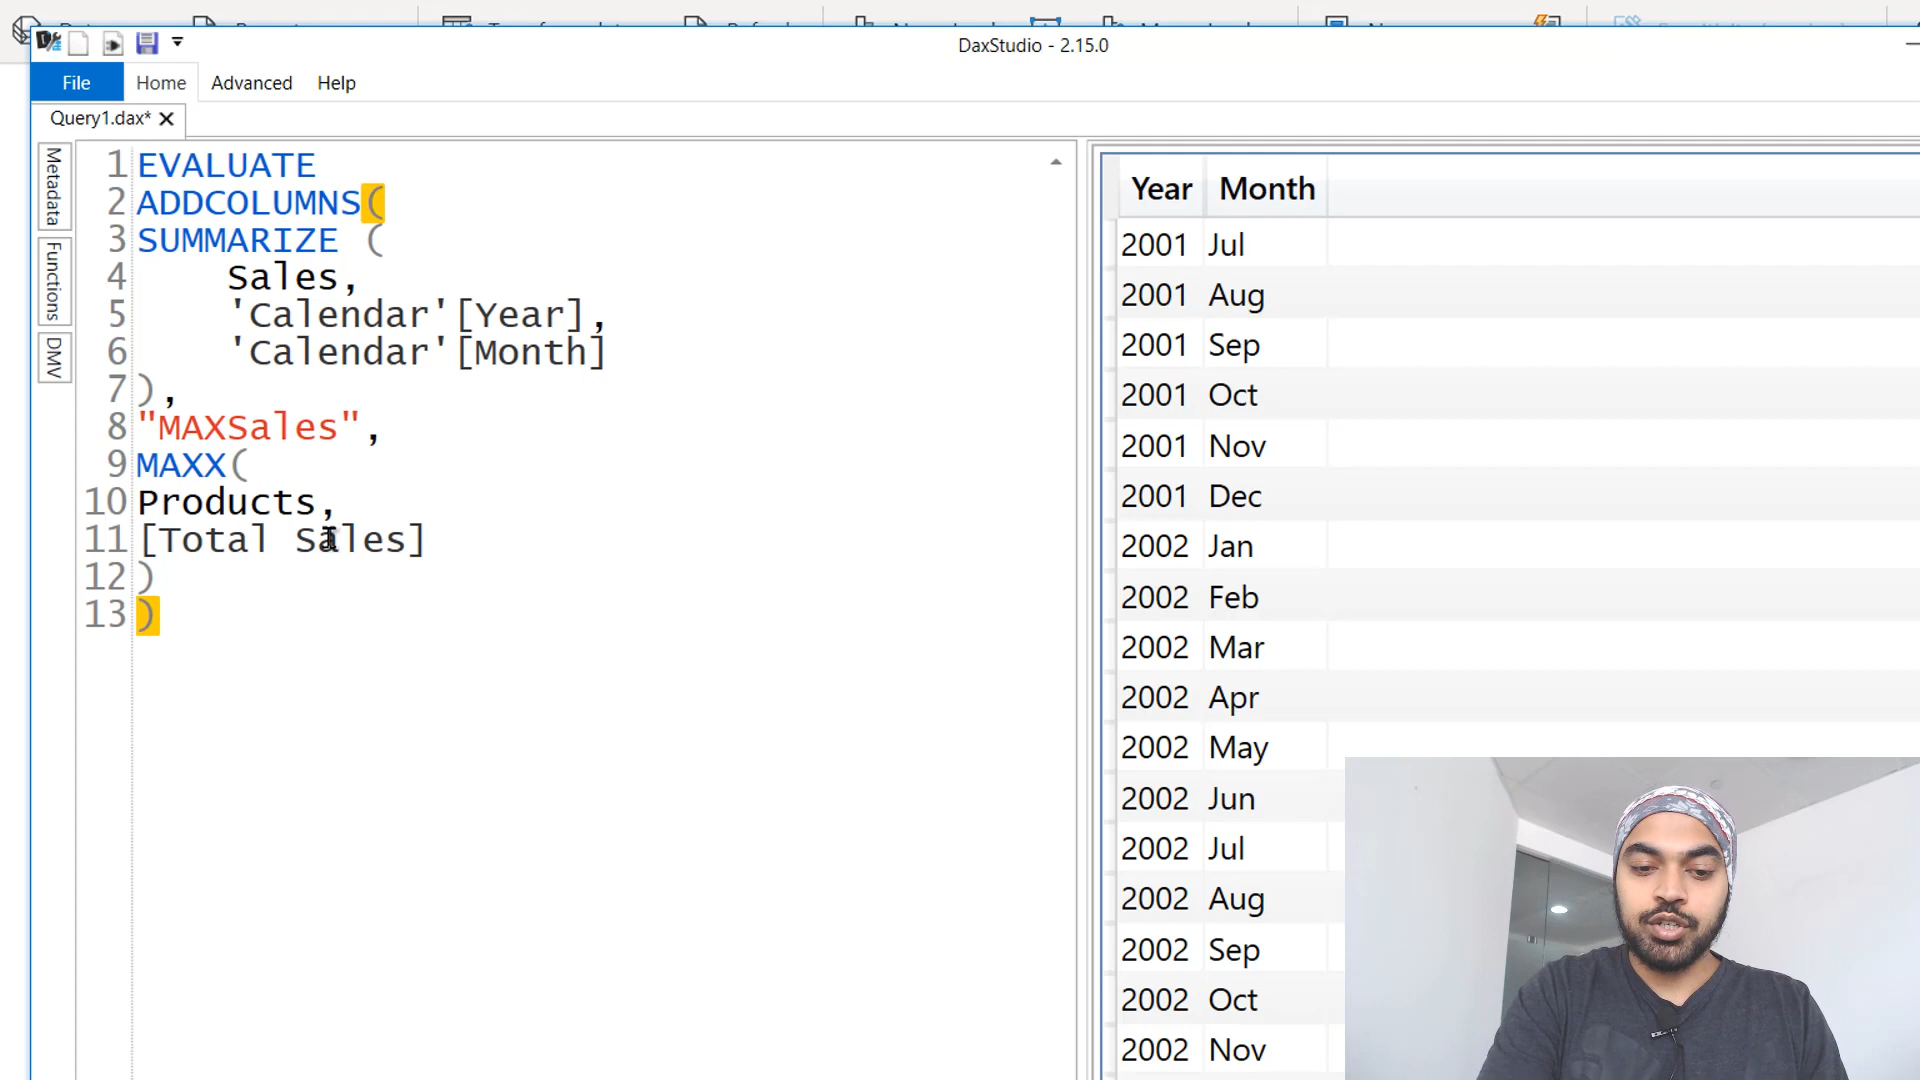 DaxStudio - 2.15.0
File Home Advanced Help
Query1.dax*
Metadata
Functions
DMV
1 EVALUATE
2 ADDCOLUMNS(
3 SUMMARIZE (
4 Sales,
5 'Calendar'[Year],
6 'Calendar'[Month]
7 ),
8 "MAXSales",
9 MAXX(
10 Products,
11 [Total Sales]
12 )
13 )
Year Month
2001 Jul
2001 Aug
2001 Sep
2001 Oct
2001 Nov
2001 Dec
2002 Jan
2002 Feb
2002 Mar
2002 Apr
2002 May
2002 Jun
2002 Jul
2002 Aug
2002 Sep
2002 Oct
2002 Nov